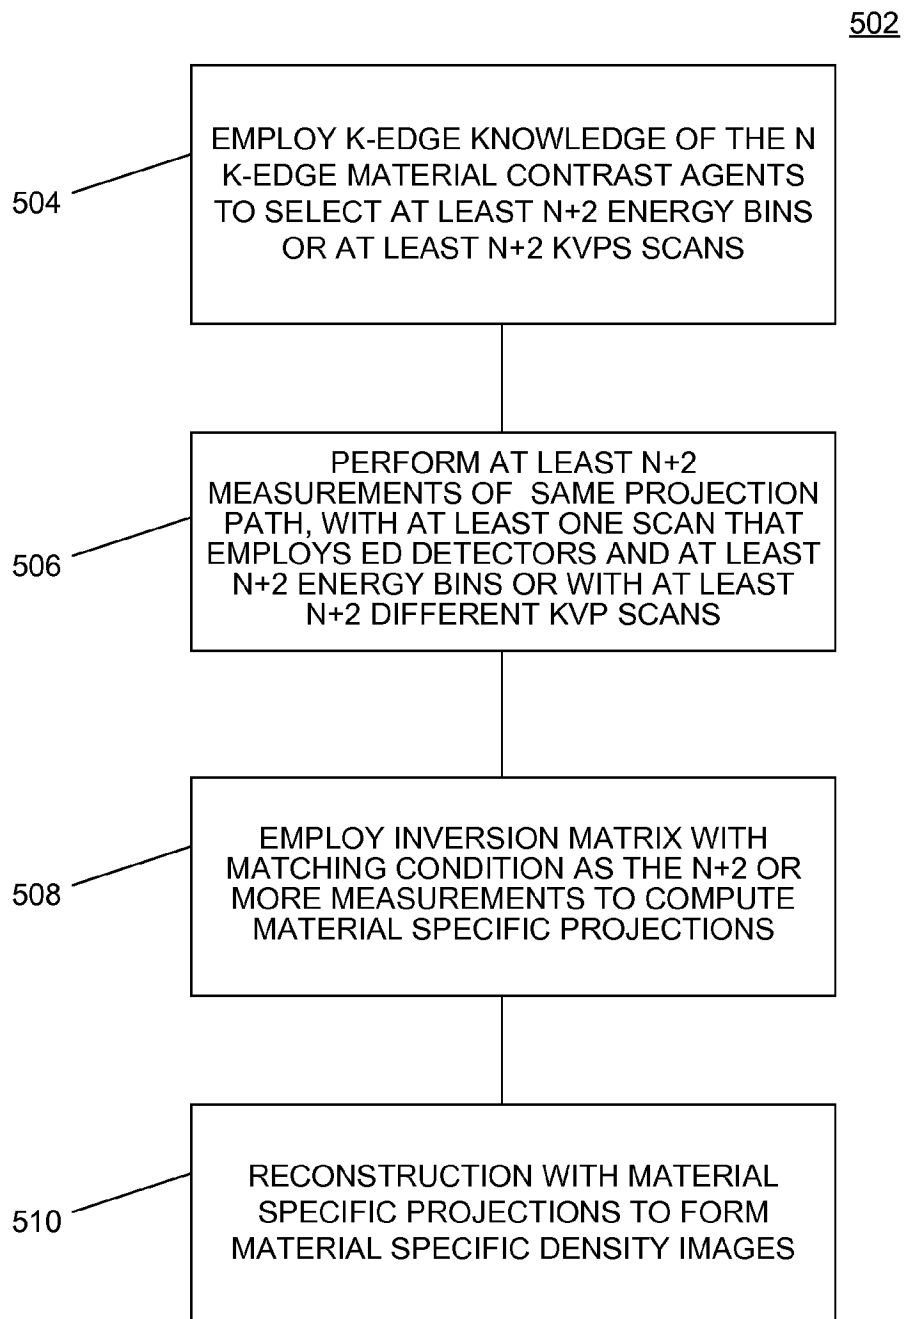 502
504
EMPLOY K-EDGE KNOWLEDGE OF THE N
K-EDGE MATERIAL CONTRAST AGENTS
TO SELECT AT LEAST N+2 ENERGY BINS
OR AT LEAST N+2 KVPS SCANS
506
PERFORM AT LEAST N+2
MEASUREMENTS OF SAME PROJECTION
PATH, WITH AT LEAST ONE SCAN THAT
EMPLOYS ED DETECTORS AND AT LEAST
N+2 ENERGY BINS OR WITH AT LEAST
N+2 DIFFERENT KVP SCANS
508
EMPLOY INVERSION MATRIX WITH
MATCHING CONDITION AS THE N+2 OR
MORE MEASUREMENTS TO COMPUTE
MATERIAL SPECIFIC PROJECTIONS
510
RECONSTRUCTION WITH MATERIAL
SPECIFIC PROJECTIONS TO FORM
MATERIAL SPECIFIC DENSITY IMAGES